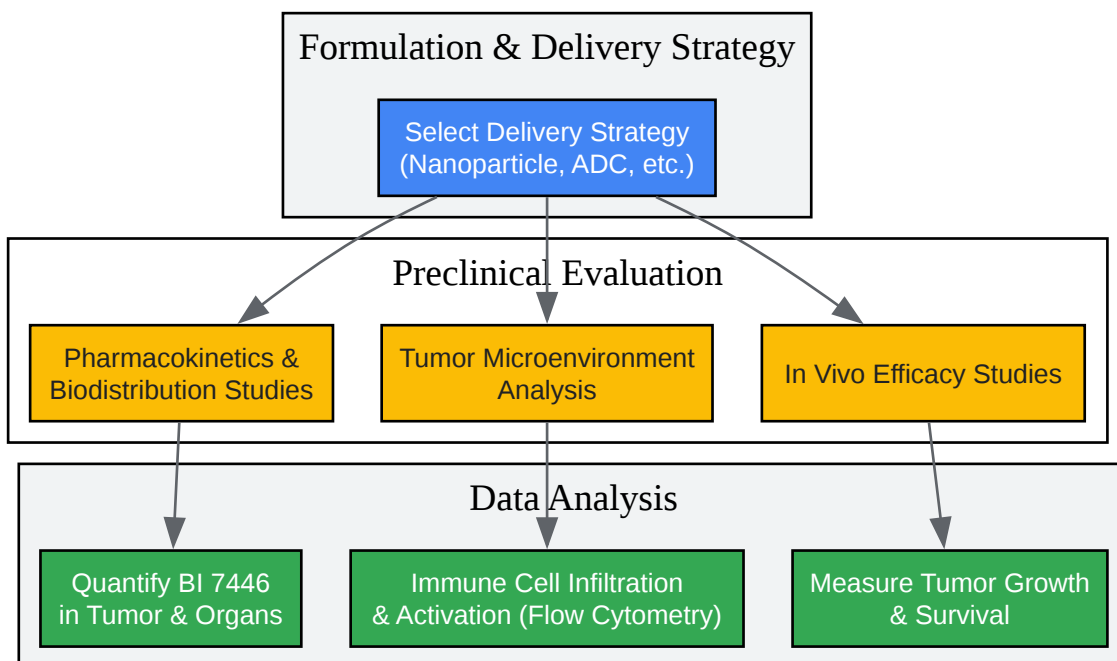 Formulation & Delivery Strategy
Select Delivery Strategy
(Nanoparticle, ADC, etc.)
Preclinical Evaluation
Pharmacokinetics &
Biodistribution Studies
Tumor Microenvironment
Analysis
In Vivo Efficacy Studies
Data Analysis
Quantify BI 7446
in Tumor & Organs
Immune Cell Infiltration
& Activation (Flow Cytometry)
Measure Tumor Growth
& Survival